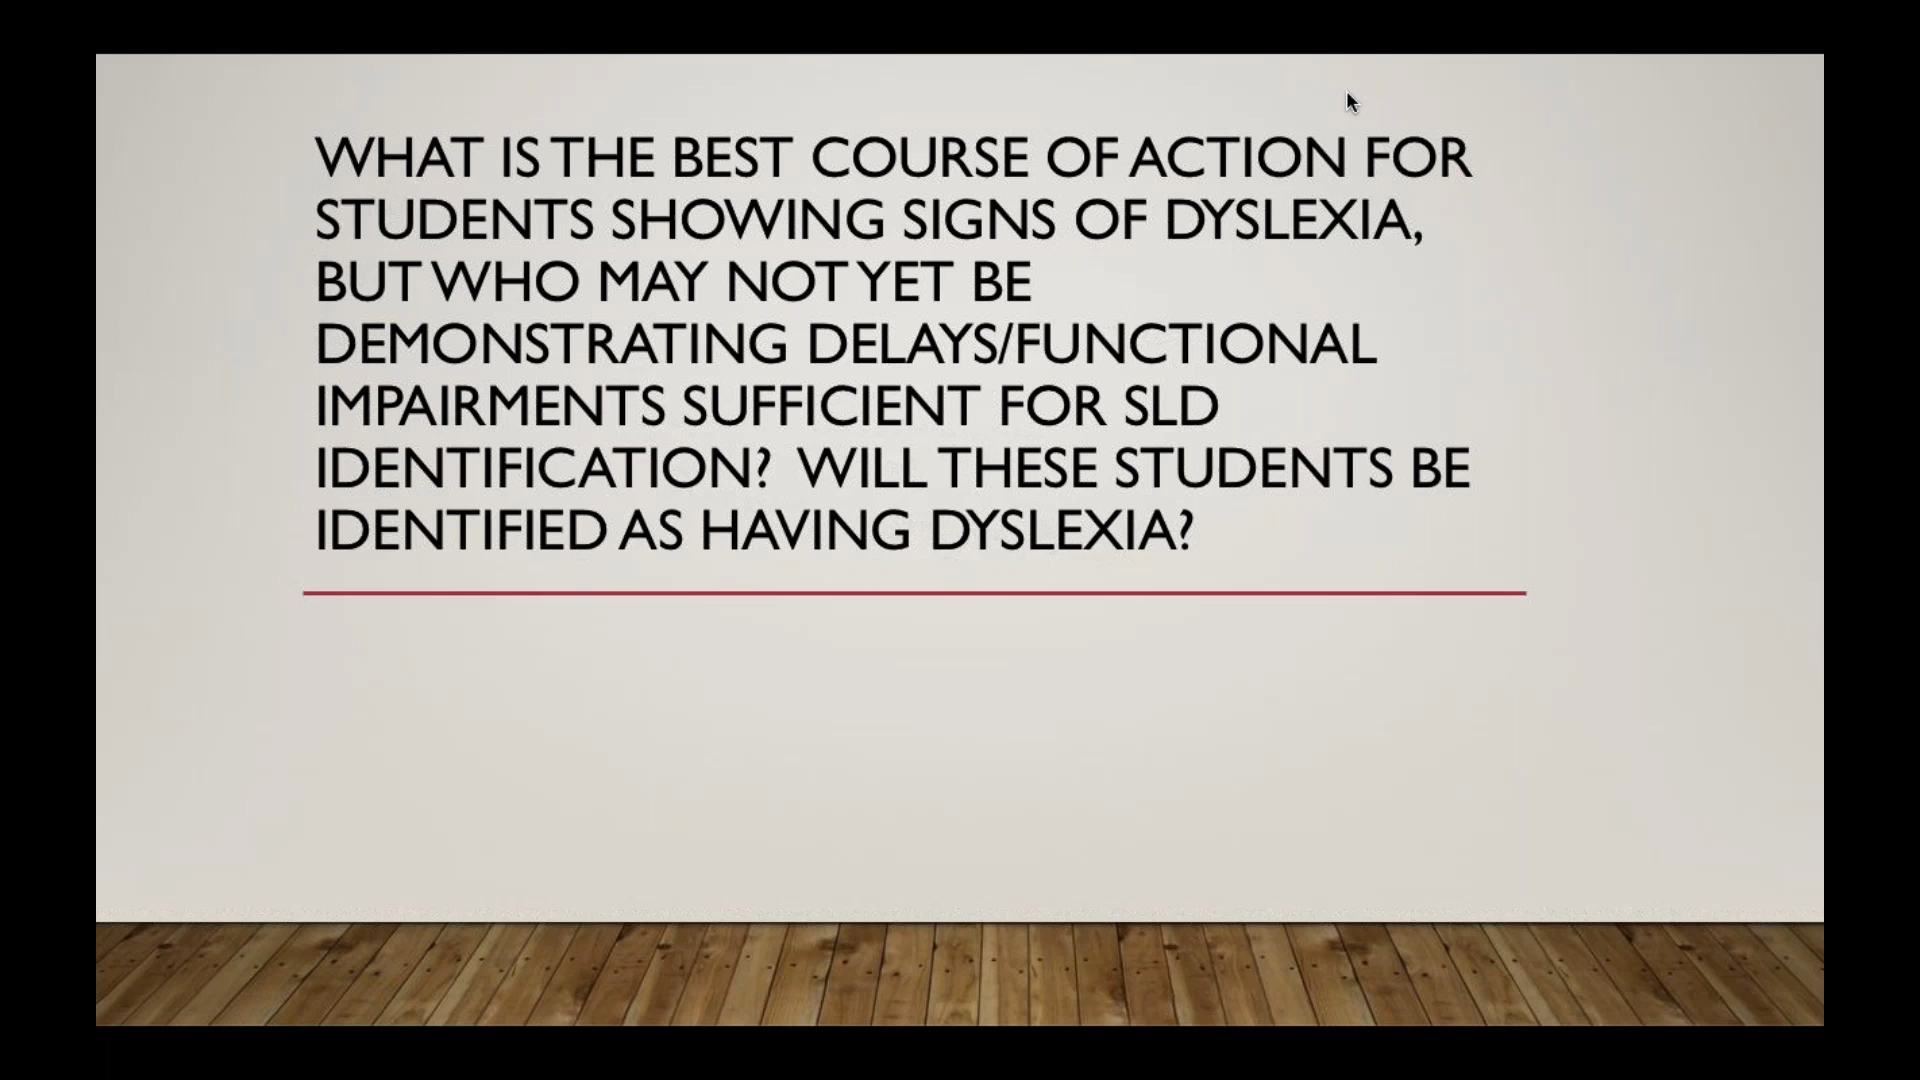 WHAT IS THE BEST COURSE OF ACTION FOR
STUDENTS SHOWING SIGNS OF DYSLEXIA,
BUT WHO MAY NOT YET BE
DEMONSTRATING DELAYS/FUNCTIONAL
IMPAIRMENTS SUFFICIENT FOR SLD
IDENTIFICATION?  WILL THESE STUDENTS BE
IDENTIFIED AS HAVING DYSLEXIA?